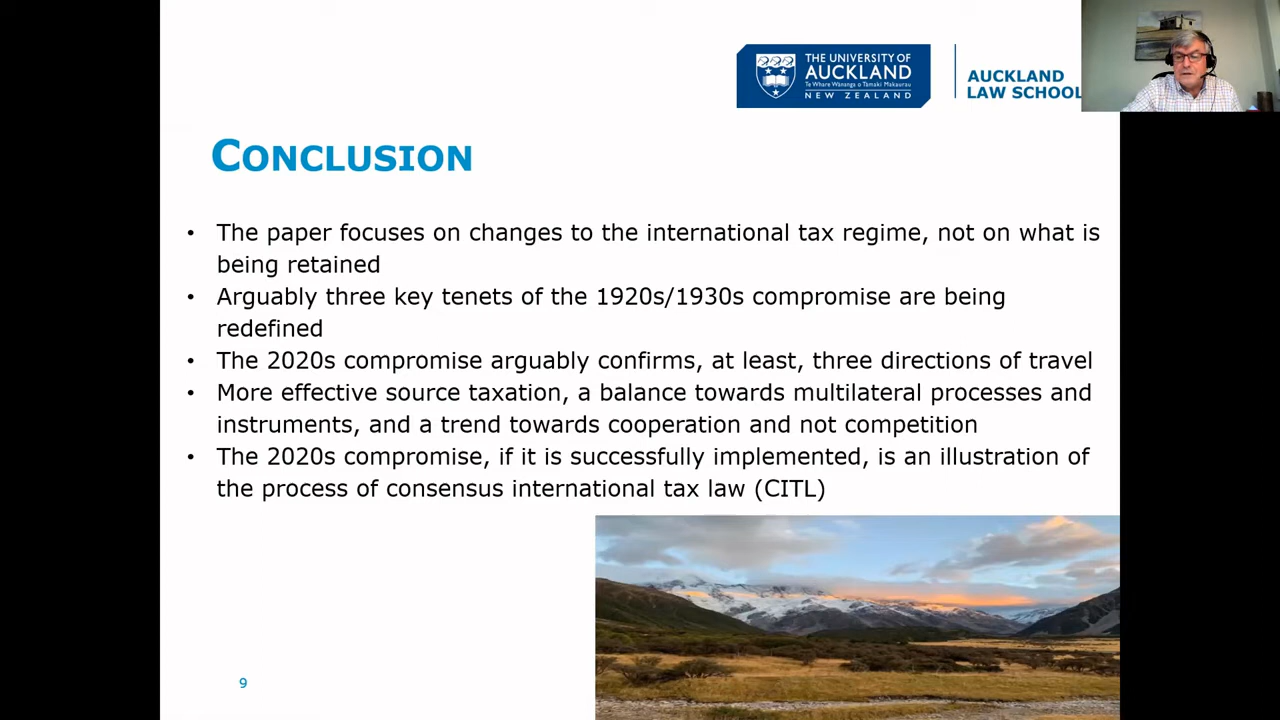 THE UNIVERSITY OF
AUCKLAND
Te Whare Wānanga o Tāmaki Makaurau
NEW ZEALAND
AUCKLAND
LAW SCHOOL
CONCLUSION
• The paper focuses on changes to the international tax regime, not on what is
being retained
• Arguably three key tenets of the 1920s/1930s compromise are being
redefined
• The 2020s compromise arguably confirms, at least, three directions of travel
• More effective source taxation, a balance towards multilateral processes and
instruments, and a trend towards cooperation and not competition
• The 2020s compromise, if it is successfully implemented, is an illustration of
the process of consensus international tax law (CITL)
9